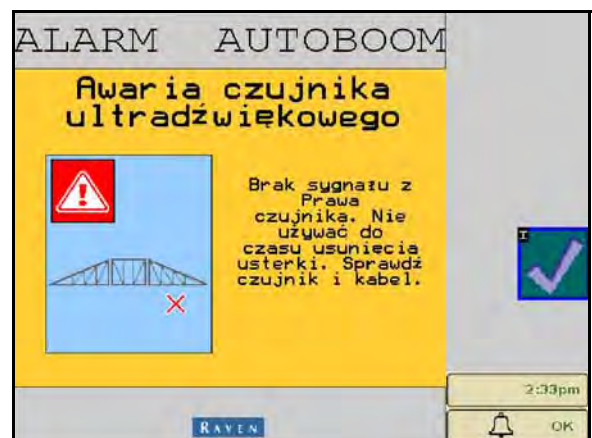 ALARM AUTOBOOM
Awaria czujnika
ultradźwiękowego
Brak sygnału z
Prawa
czujnika. Nie
używać do
czasu usuniecia
usterki. Sprawdź
czujnik i kabel.
I
2:33pm
RAVEN
OK